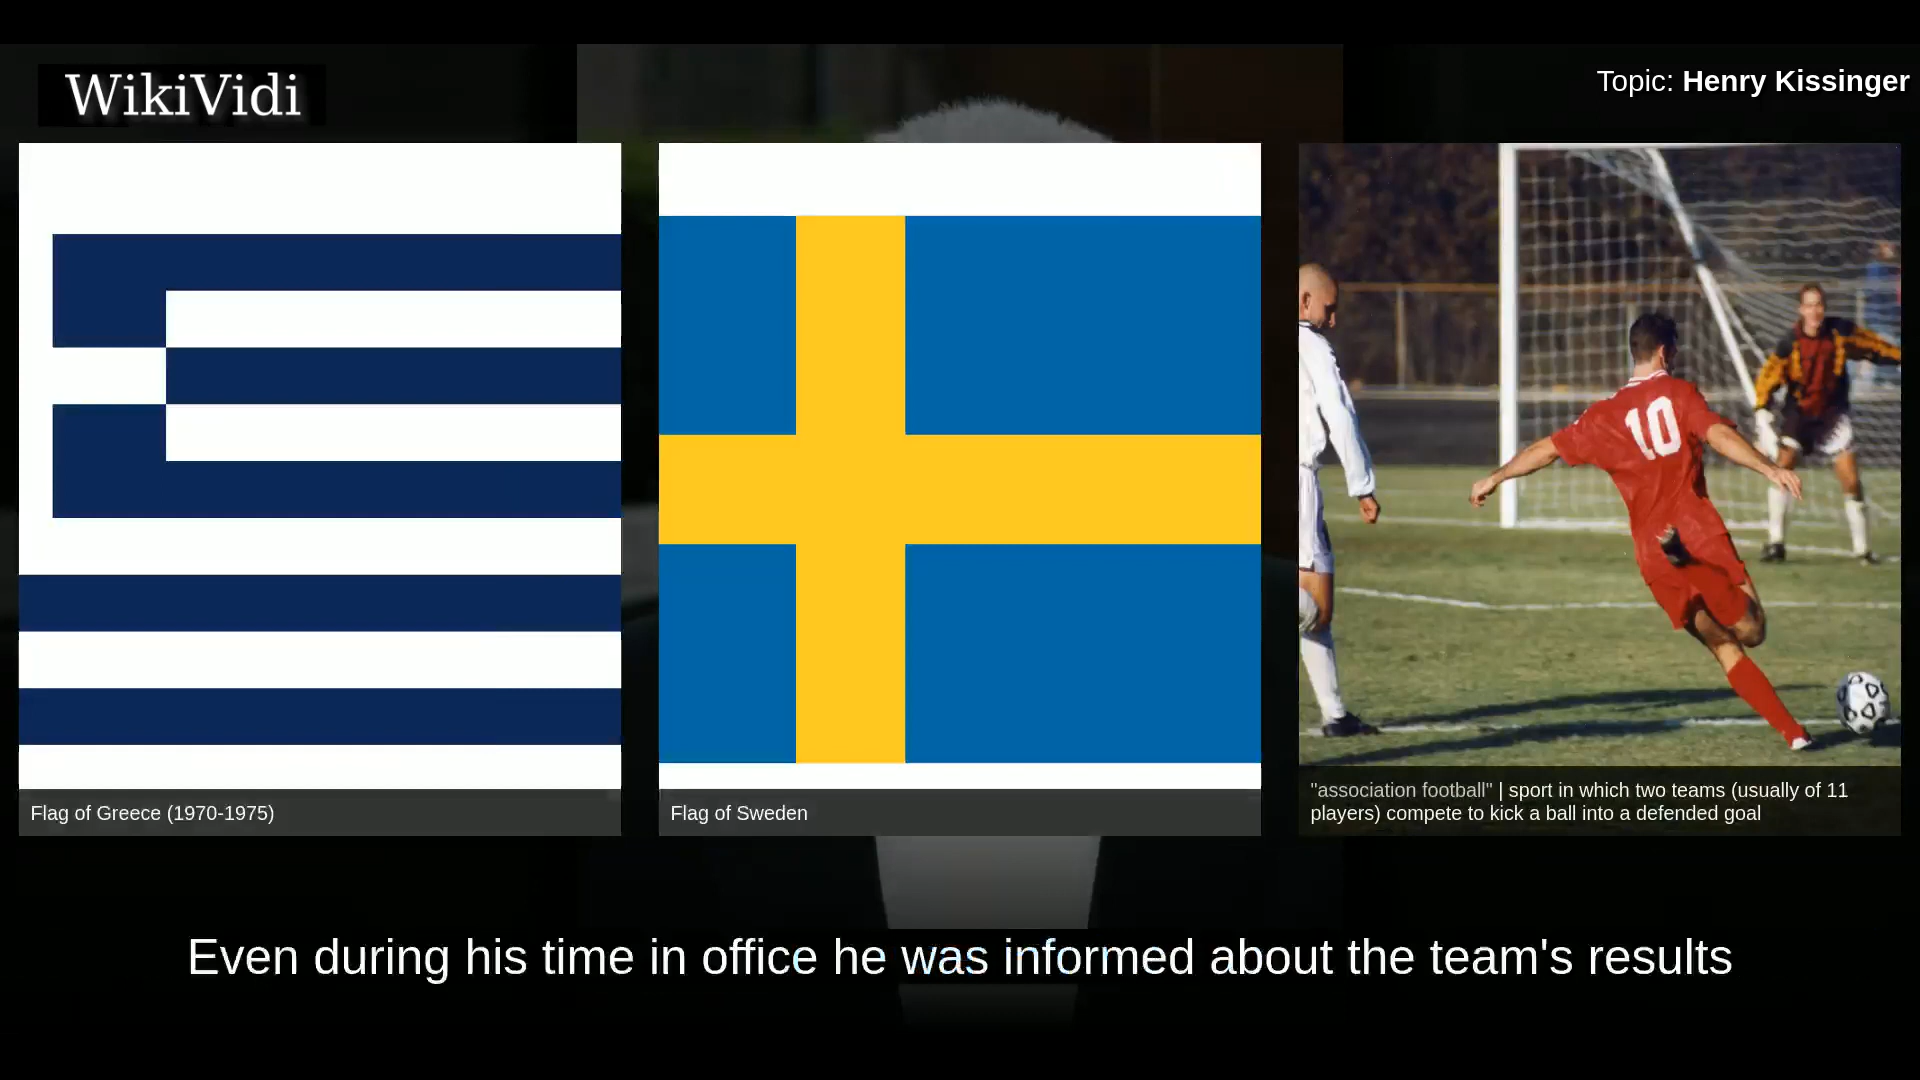 WikiVidi
Topic: Henry Kissinger
10
Flag of Greece (1970-1975)
Flag of Sweden
"association football" | sport in which two teams (usually of 11
players) compete to kick a ball into a defended goal
Even during his time in office he was informed about the team's results